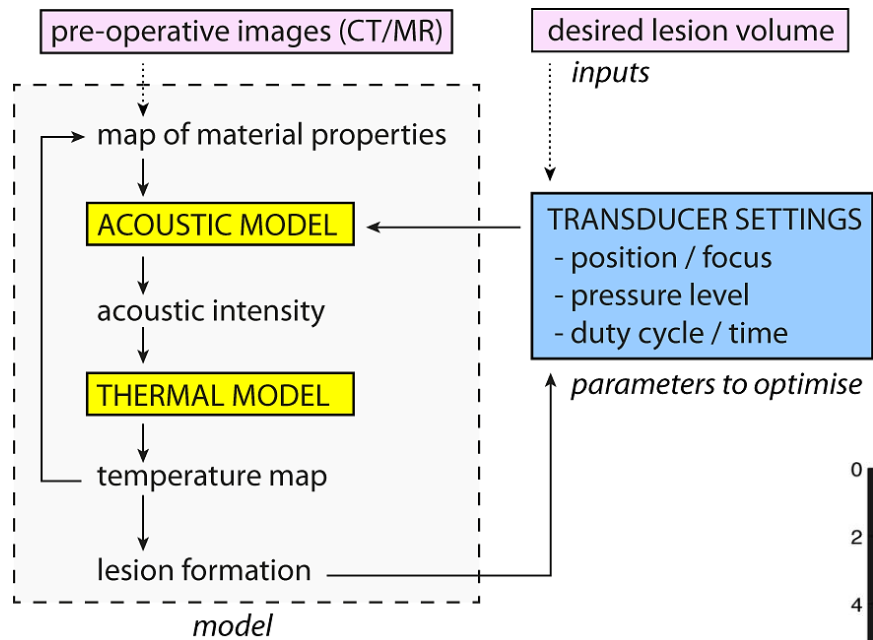 pre-operative images (CT/MR)
desired lesion volume
inputs
map of material properties
ACOUSTIC MODEL
acoustic intensity
THERMAL MODEL
temperature map
lesion formation
model
TRANSDUCER SETTINGS
- position / focus
- pressure level
- duty cycle / time
parameters to optimise
0
2
4